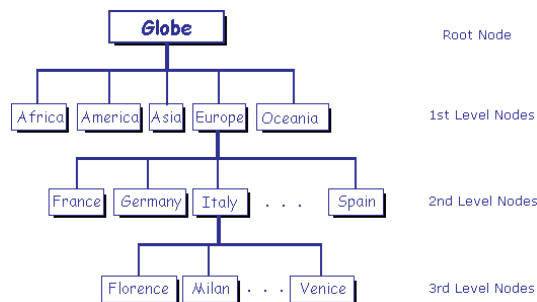 Globe Root Node
Africa America Asia Europe Oceania 1st Level Nodes
France Germany Italy . . . Spain 2nd Level Nodes
Florence Milan . . . Venice 3rd Level Nodes